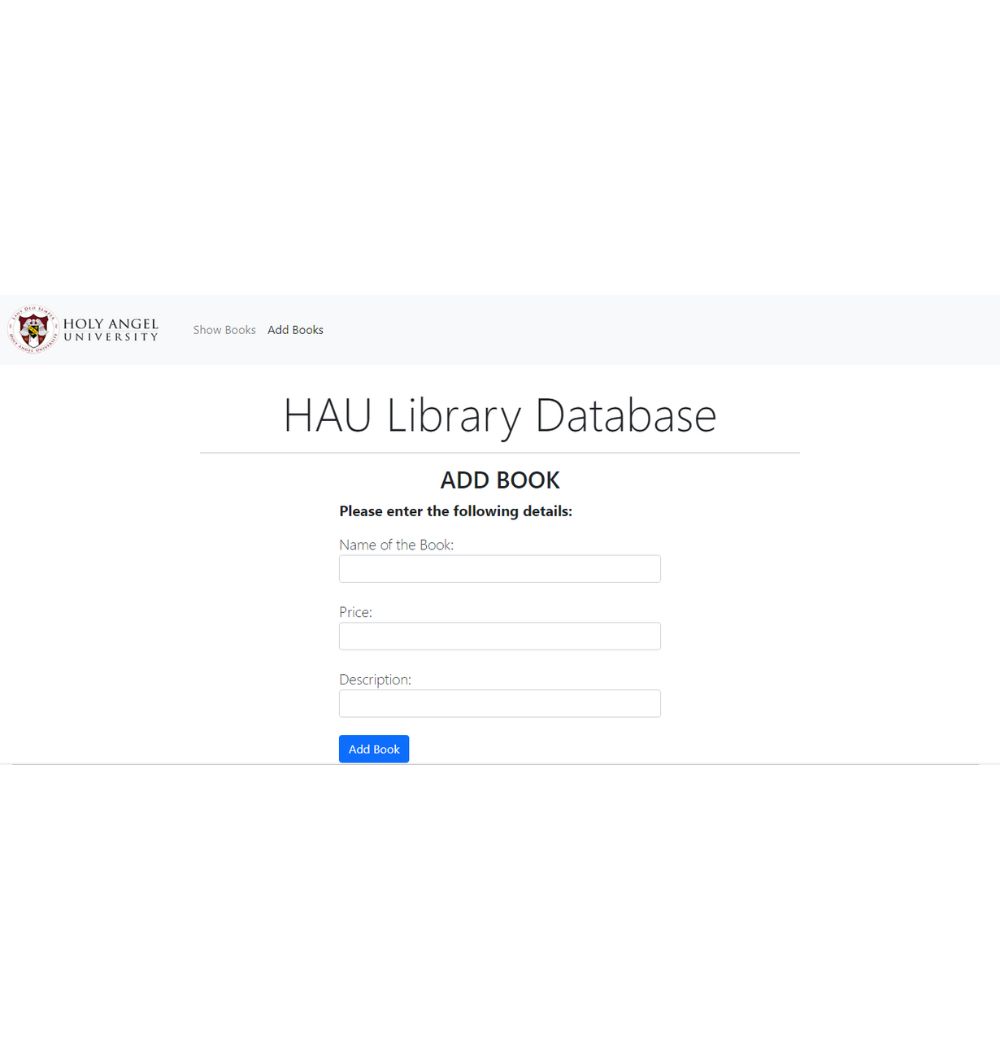 HOLY ANGEL
UNIVERSITY
Show Books Add Books
HAU Library Database
ADD BOOK
Please enter the following details:
Name of the Book:
Price:
Description:
Add Book